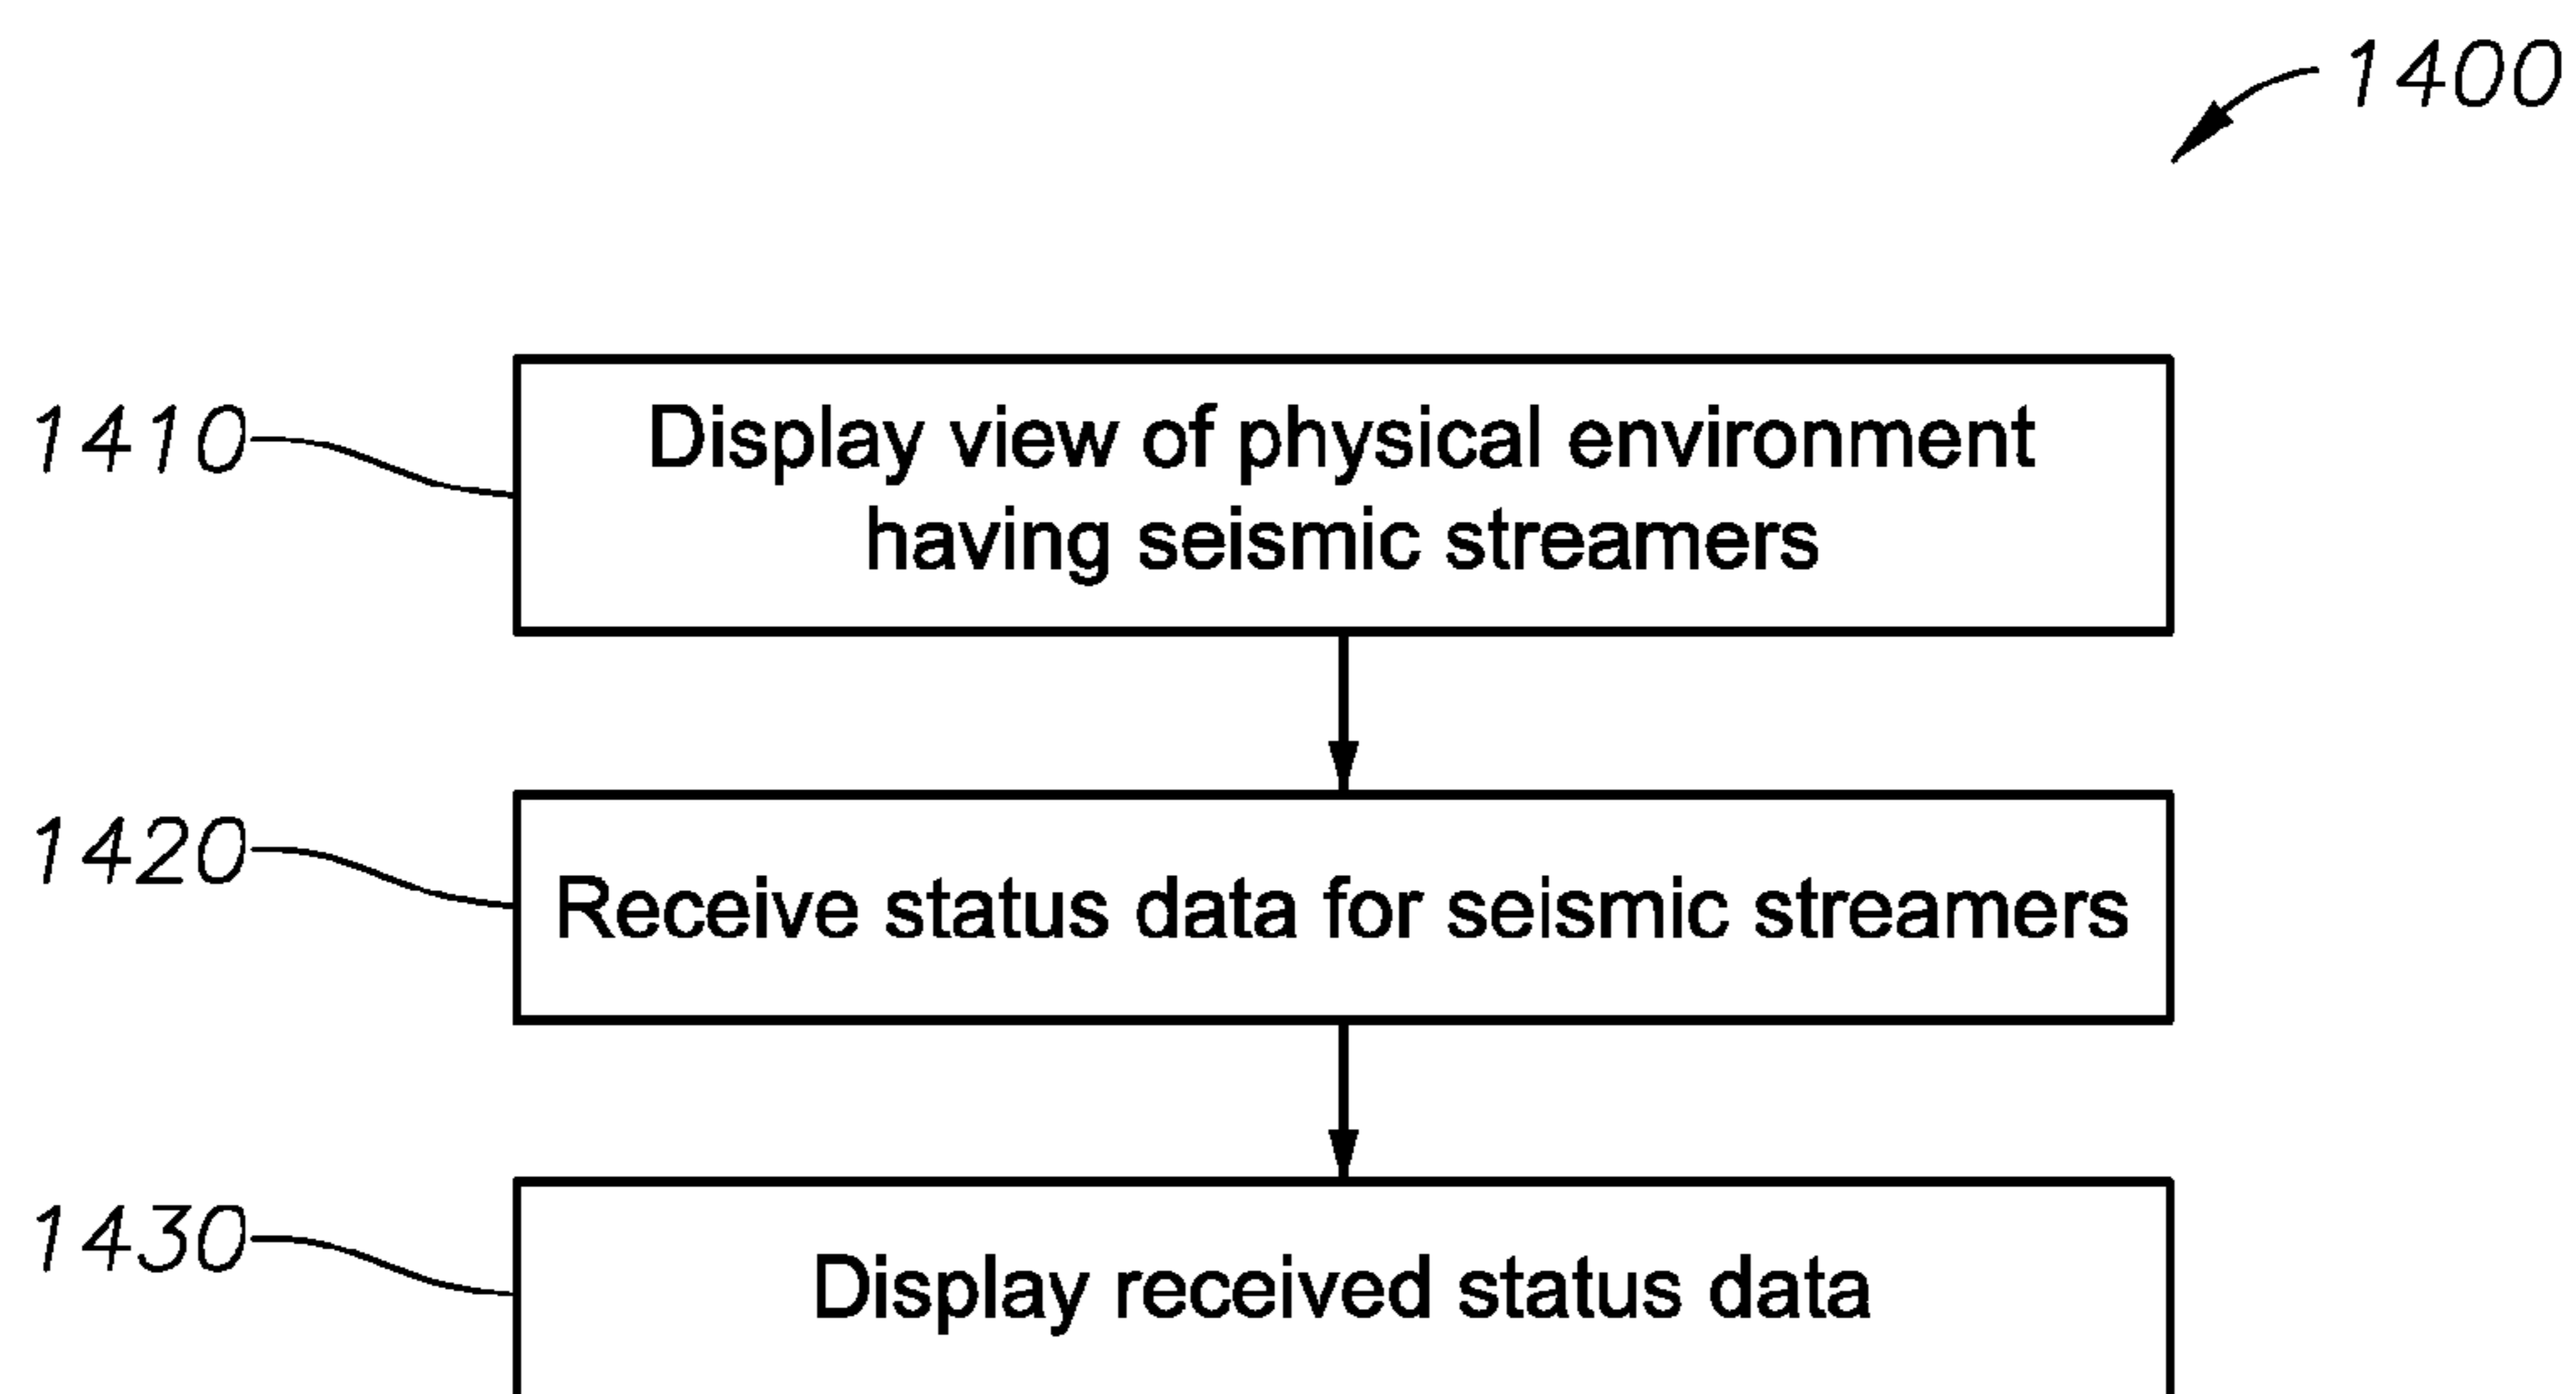 1400
1410
Display view of physical environment
having seismic streamers
1420
Receive status data for seismic streamers
1430
Display received status data